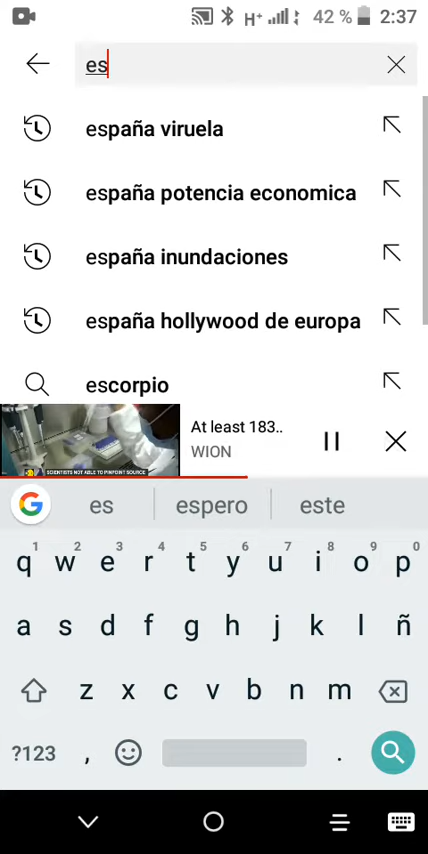 H+ 42 % 2:37
es
españa viruela
españa potencia economica
españa inundaciones
españa hollywood de europa
escorpio
At least 183..
WION
SCIENTISTS NOT ABLE TO PINPOINT SOURCE
G es espero este
1 2 3 4 5 6 7 8 9 0
q w e r t y u i o p
a s d f g h j k l ñ
z x c v b n m
?123 , .